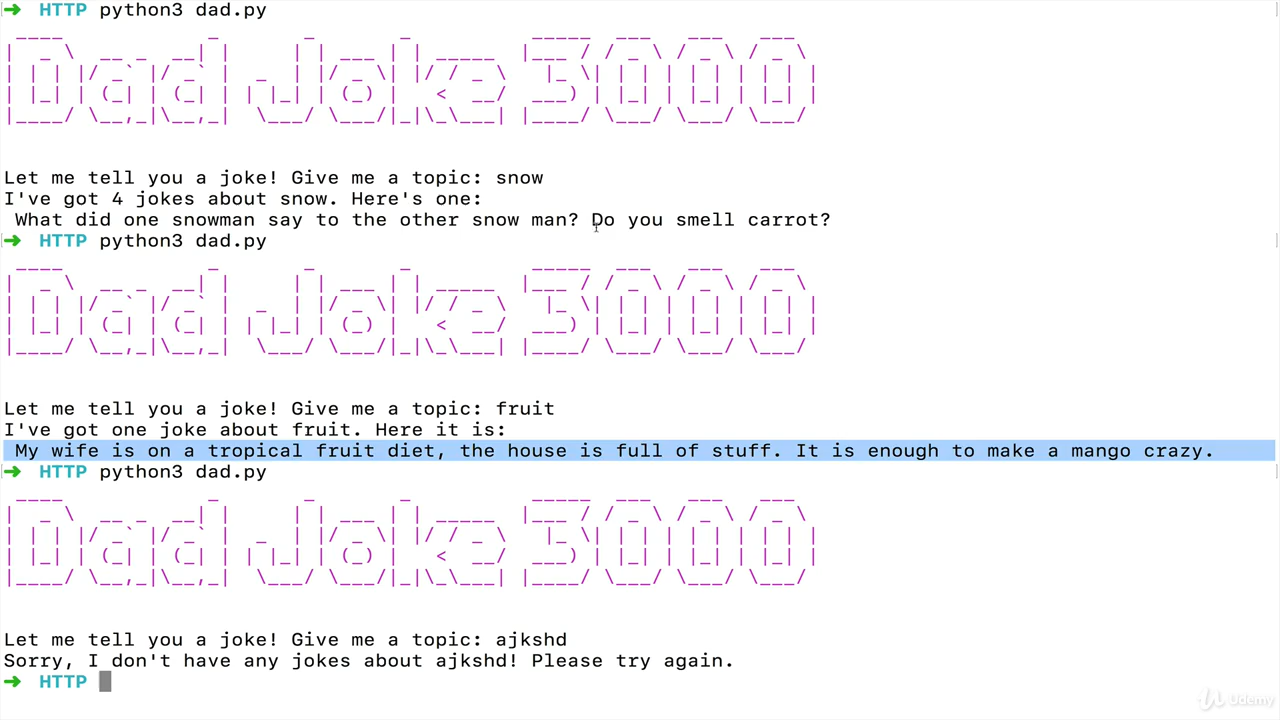 ➜ HTTP python3 dad.py
Dad Joke 3000
Let me tell you a joke! Give me a topic: snow
I've got 4 jokes about snow. Here's one:
What did one snowman say to the other snow man? Do you smell carrot?
➜ HTTP python3 dad.py
Dad Joke 3000
Let me tell you a joke! Give me a topic: fruit
I've got one joke about fruit. Here it is:
My wife is on a tropical fruit diet, the house is full of stuff. It is enough to make a mango crazy.
➜ HTTP python3 dad.py
Dad Joke 3000
Let me tell you a joke! Give me a topic: ajkshd
Sorry, I don't have any jokes about ajkshd! Please try again.
➜ HTTP
Udemy